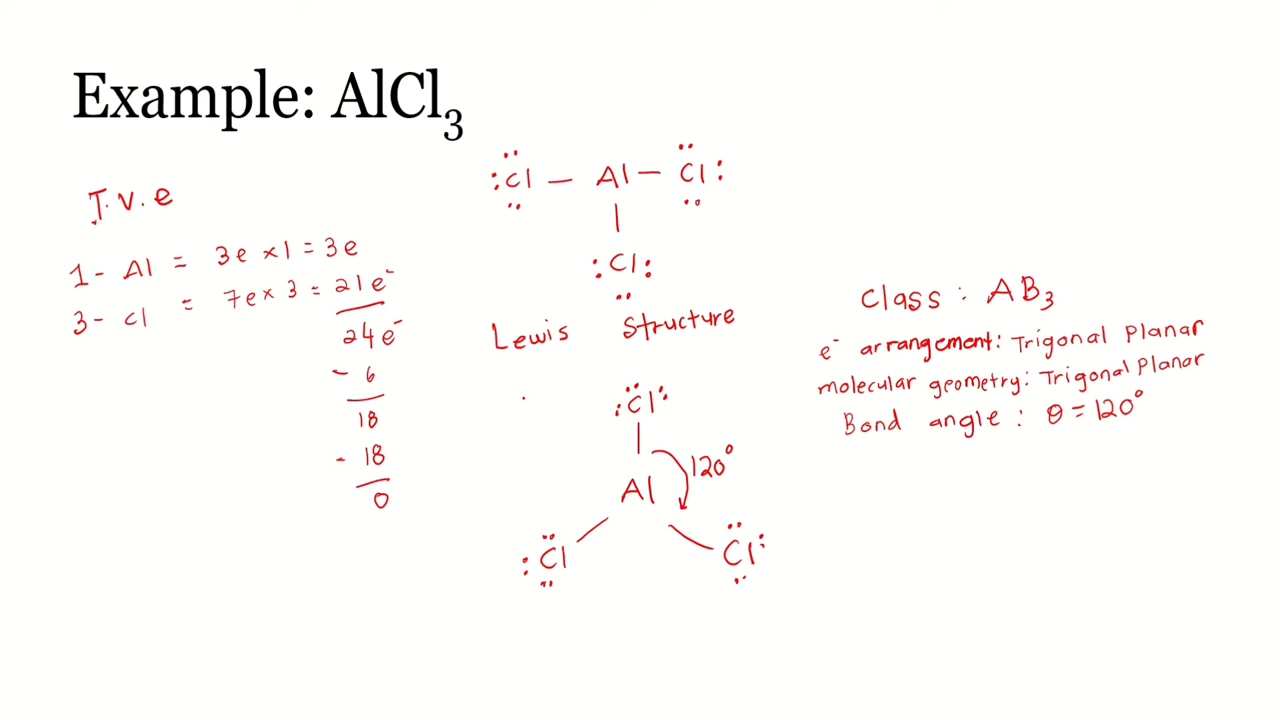 Example: AlCl₃
T.V.e
1- Al = 3e x 1 = 3e
3- Cl = 7e x 3 = 21e⁻
24e⁻
- 6
18
- 18
0
:Cl — Al — Cl:
|
:Cl:
Lewis Structure
:Cl:
|
Al 120°
:Cl Cl:
Class : AB₃
e⁻ arrangement: Trigonal Planar
molecular geometry: Trigonal Planar
Bond angle : θ = 120°